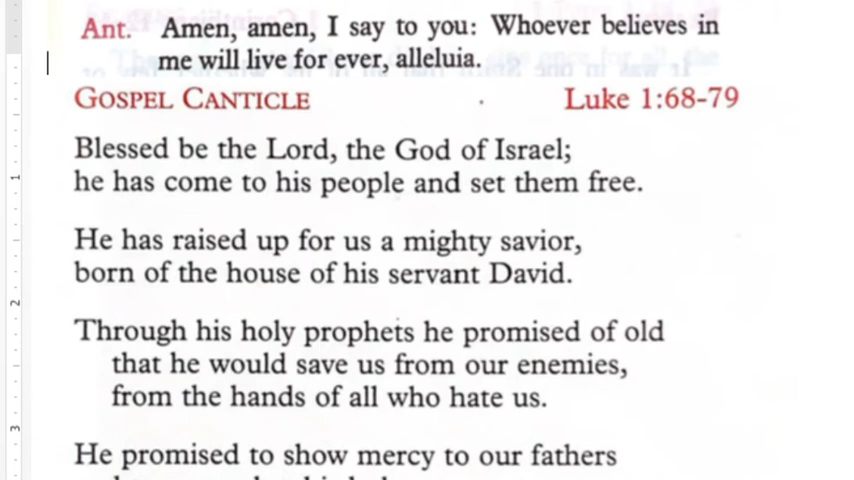 Ant. Amen, amen, I say to you: Whoever believes in
me will live for ever, alleluia.
GOSPEL CANTICLE Luke 1:68-79
Blessed be the Lord, the God of Israel;
he has come to his people and set them free.
He has raised up for us a mighty savior,
born of the house of his servant David.
Through his holy prophets he promised of old
that he would save us from our enemies,
from the hands of all who hate us.
He promised to show mercy to our fathers
1
2
3